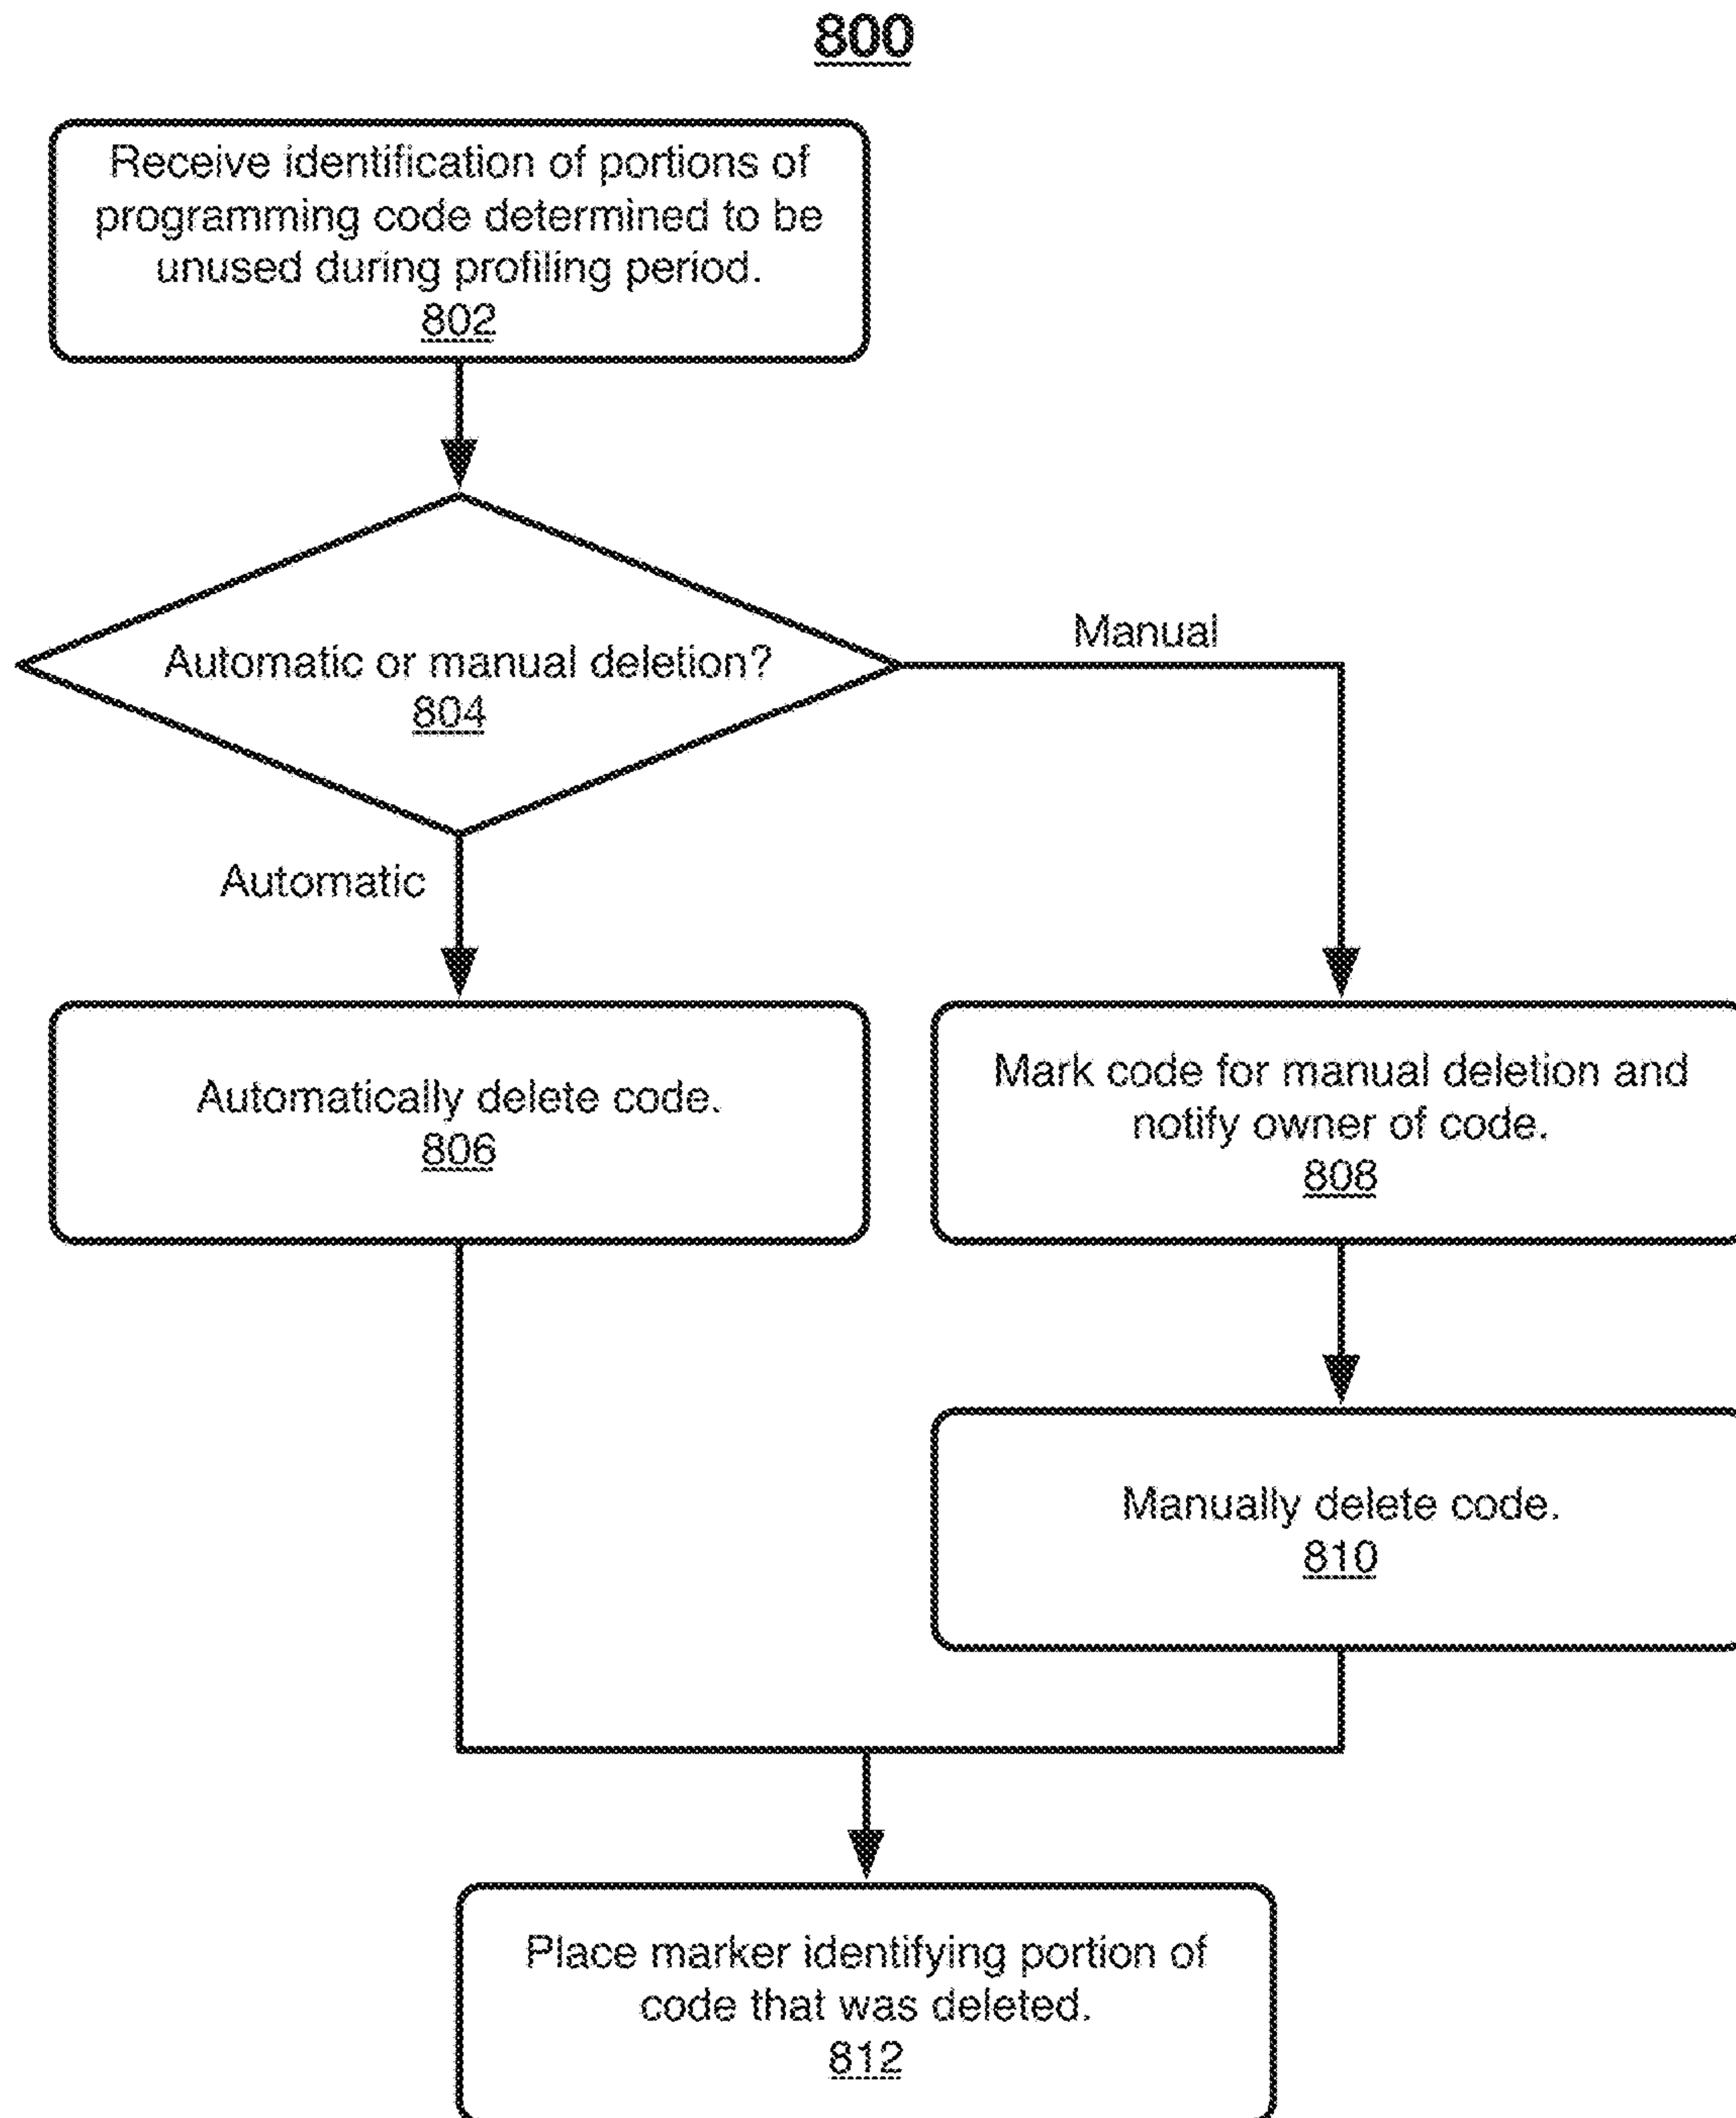 800
Receive identification of portions of
programming code determined to be
unused during profiling period.
802
Automatic or manual deletion?
804
Manual
Automatic
Automatically delete code.
806
Mark code for manual deletion and
notify owner of code.
808
Manually delete code.
810
Place marker identifying portion of
code that was deleted.
812